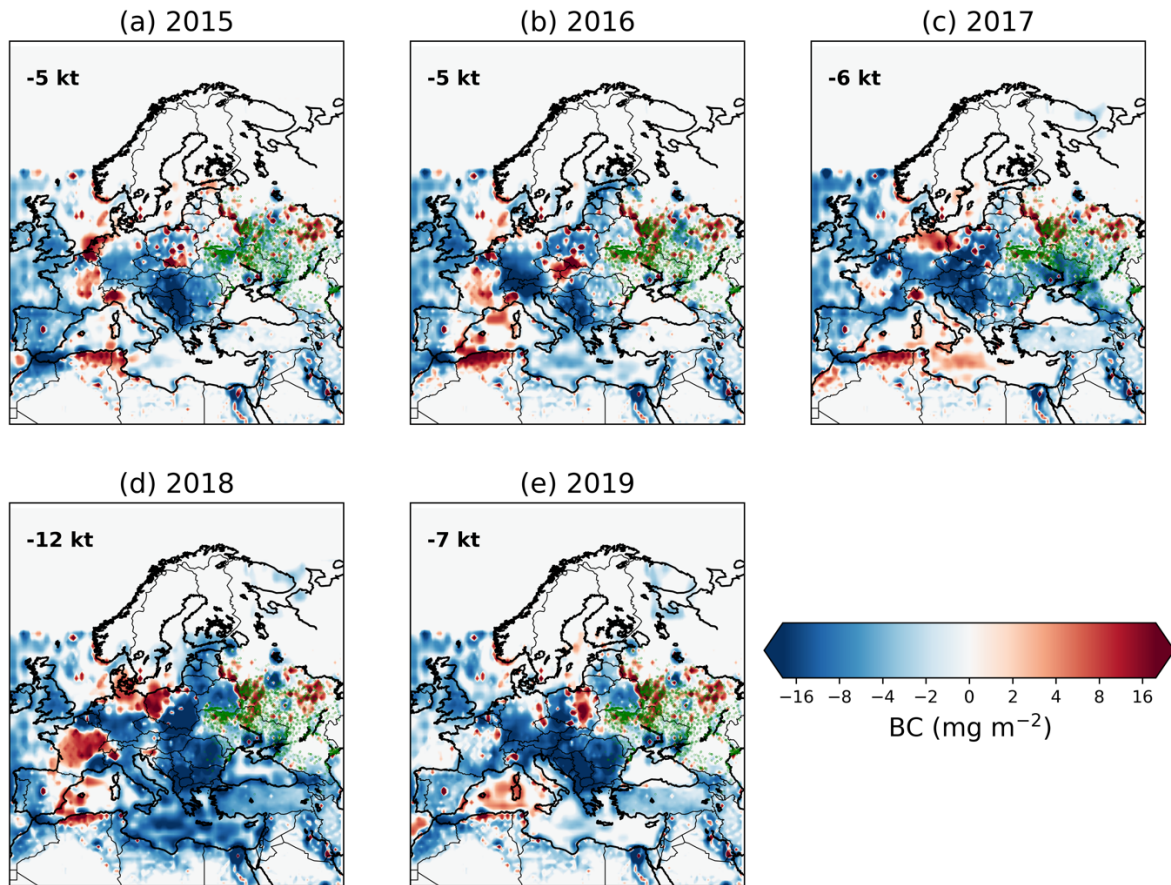 (a) 2015
(b) 2016
(c) 2017
-5 kt
-5 kt
-6 kt
(d) 2018
(e) 2019
-12 kt
-7 kt
−16 −8 −4 −2 0 2 4 8 16
BC (mg m⁻²)